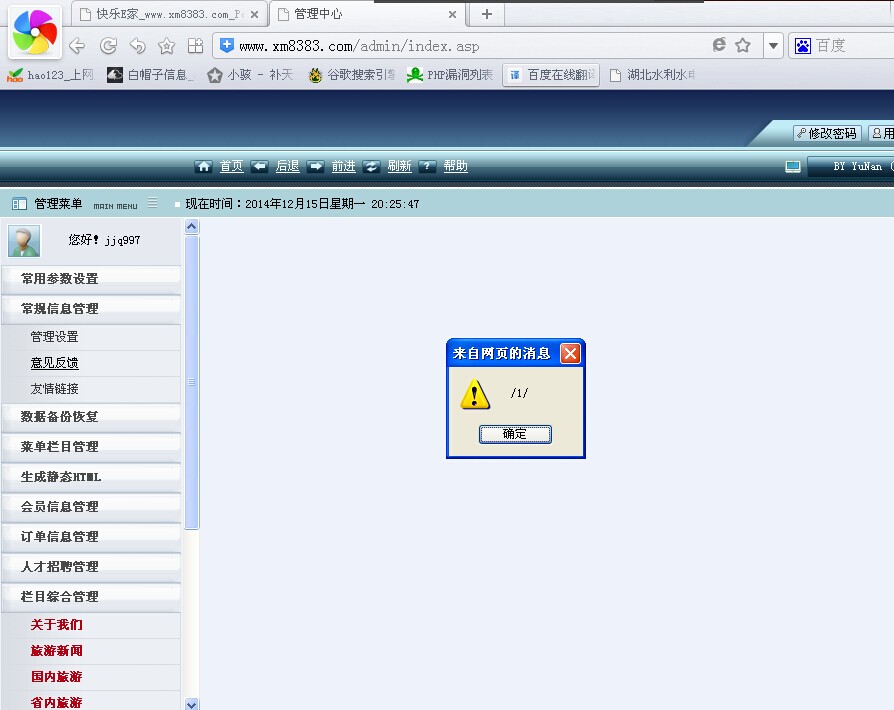 快乐E家_www.xm8383.com_P
管理中心
www.xm8383.com/admin/index.asp
百度
hao123_上网
白帽子信息_
小孩 - 补天
谷歌搜索引擎
PHP漏洞列表
百度在线翻译
湖北水利水电
修改密码
用
首页
后退
前进
刷新
帮助
BY YuNan (
管理菜单
MAIN MENU
现在时间：2014年12月15日星期一 20:25:47
您好! jjq997
常用参数设置
常规信息管理
管理设置
意见反馈
友情链接
来自网页的消息
/1/
确定
数据备份恢复
菜单栏目管理
生成静态HTML
会员信息管理
订单信息管理
人才招聘管理
栏目综合管理
关于我们
旅游新闻
国内旅游
省内旅游